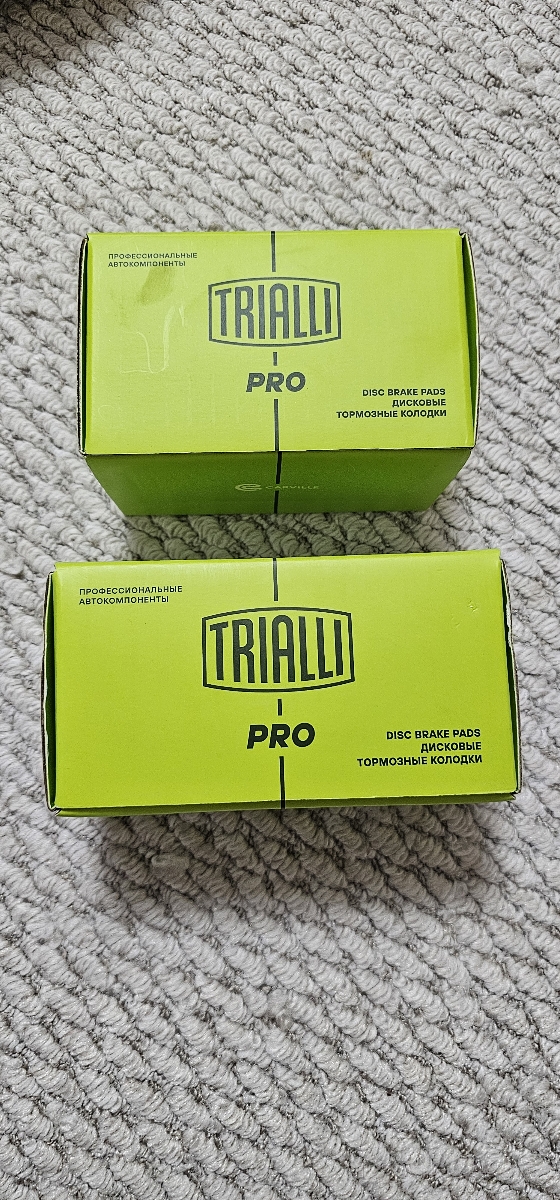 ПРОФЕССИОНАЛЬНЫЕ
АВТОКОМПОНЕНТЫ
TRIALLI
PRO
DISC BRAKE PADS
ДИСКОВЫЕ
ТОРМОЗНЫЕ КОЛОДКИ
CARVILLE
ПРОФЕССИОНАЛЬНЫЕ
АВТОКОМПОНЕНТЫ
TRIALLI
PRO
DISC BRAKE PADS
ДИСКОВЫЕ
ТОРМОЗНЫЕ КОЛОДКИ